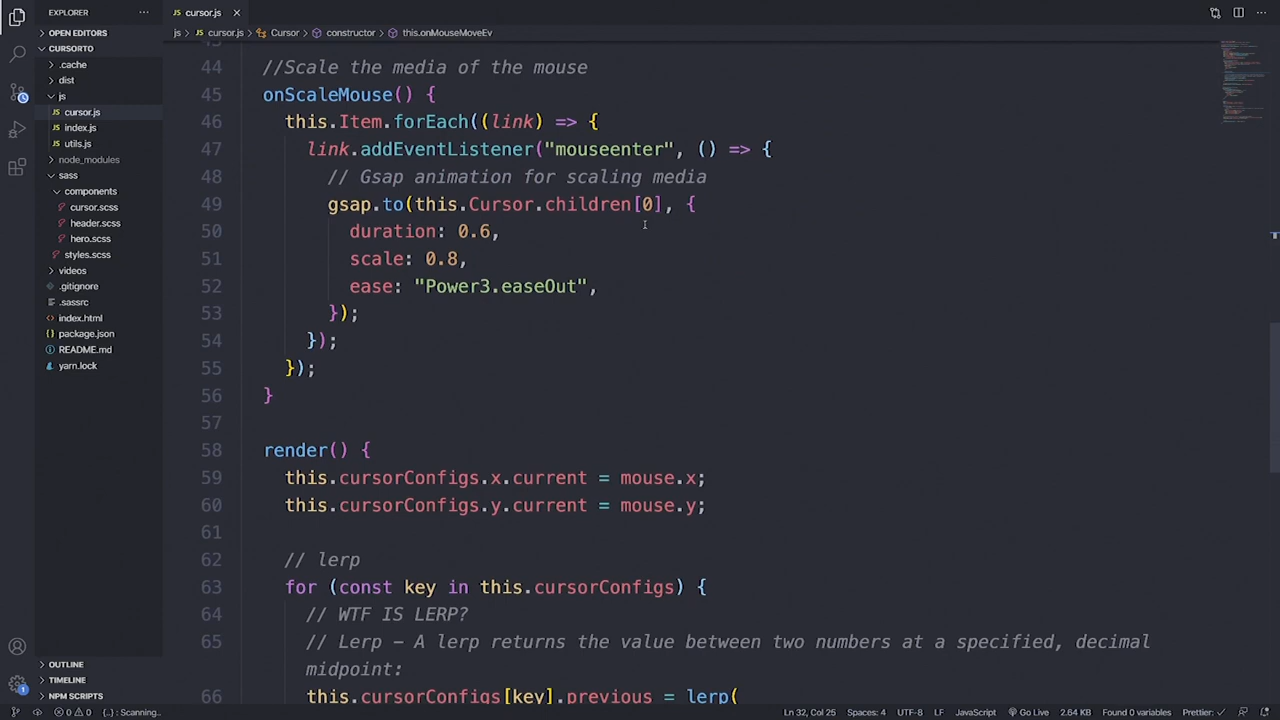 EXPLORER
cursor.js
OPEN EDITORS
js > cursor.js > Cursor > constructor > this.onMouseMoveEv
CURSORTO
.cache
dist
js
cursor.js
index.js
utils.js
node_modules
sass
components
cursor.scss
header.scss
hero.scss
styles.scss
videos
.gitignore
.sassrc
index.html
package.json
README.md
yarn.lock
OUTLINE
TIMELINE
NPM SCRIPTS
44 //Scale the media of the mouse
45 onScaleMouse() {
46 this.Item.forEach((link) => {
47 link.addEventListener("mouseenter", () => {
48 // Gsap animation for scaling media
49 gsap.to(this.Cursor.children[0], {
50 duration: 0.6,
51 scale: 0.8,
52 ease: "Power3.easeOut",
53 });
54 });
55 });
56 }
57
58 render() {
59 this.cursorConfigs.x.current = mouse.x;
60 this.cursorConfigs.y.current = mouse.y;
61
62 // lerp
63 for (const key in this.cursorConfigs) {
64 // WTF IS LERP?
65 // Lerp - A lerp returns the value between two numbers at a specified, decimal
midpoint:
66 this.cursorConfigs[key].previous = lerp(
0 0 {..}: Scanning.. Ln 32, Col 25 Spaces: 4 UTF-8 LF JavaScript Go Live 2.64 KB Found 0 variables Prettier: ✓